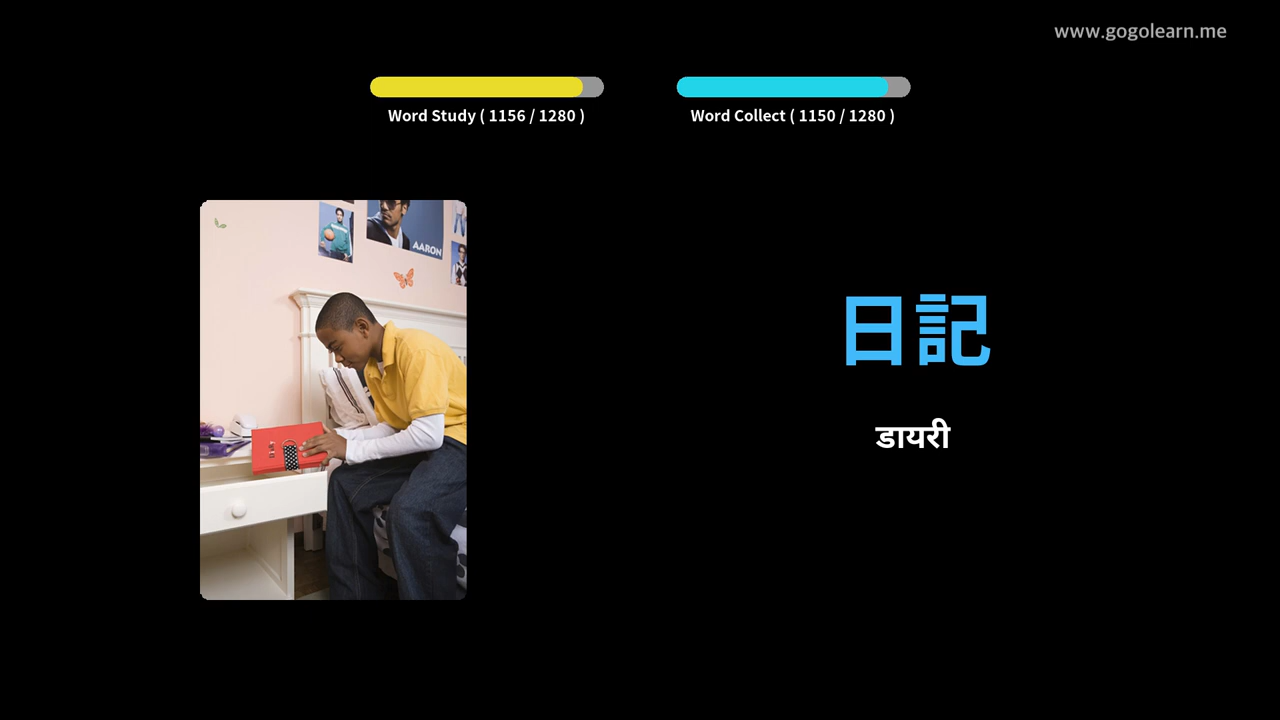 www.gogolearn.me
Word Study ( 1156 / 1280 )
Word Collect ( 1150 / 1280 )
AARON
日記
डायरी